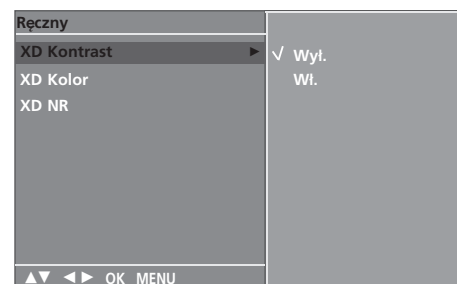 Ręczny
XD Kontrast ►
XD Kolor
XD NR
√ Wył.
Wł.
▲▼ ◄► OK MENU